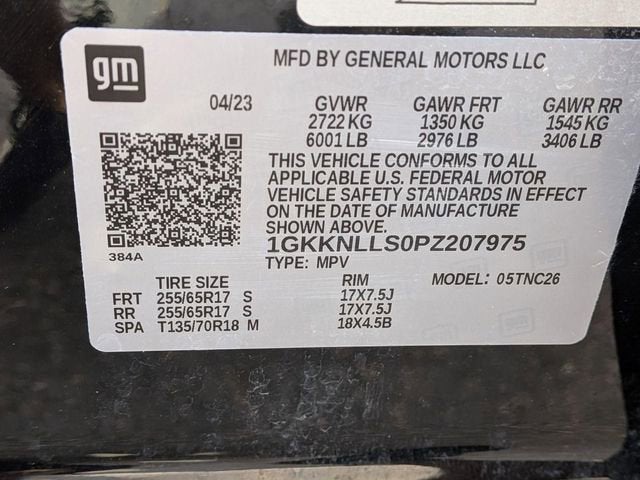 gm
MFD BY GENERAL MOTORS LLC
04/23 GVWR GAWR FRT GAWR RR
2722 KG 1350 KG 1545 KG
6001 LB 2976 LB 3406 LB
THIS VEHICLE CONFORMS TO ALL
APPLICABLE U.S. FEDERAL MOTOR
VEHICLE SAFETY STANDARDS IN EFFECT
ON THE DATE OF MANUFACTURE
SHOWN ABOVE.
384A
1GKKNLLS0PZ207975
TYPE: MPV
TIRE SIZE RIM MODEL: 05TNC26
FRT 255/65R17 S 17X7.5J
RR 255/65R17 S 17X7.5J
SPA T135/70R18 M 18X4.5B